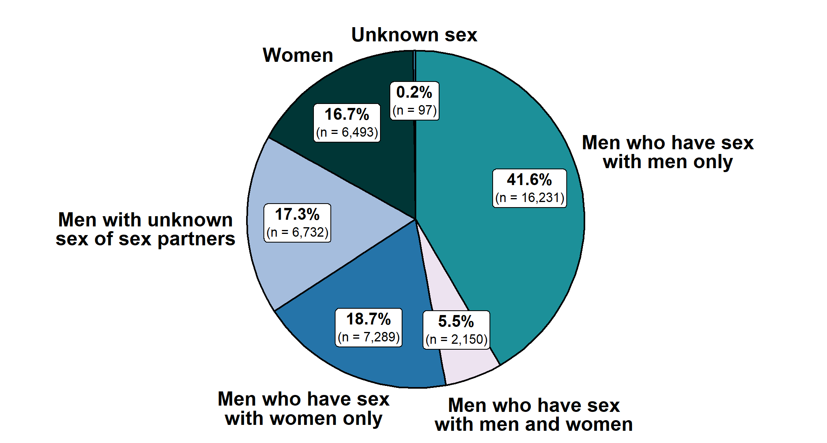 Unknown sex
Women
0.2%
(n = 97)
16.7%
(n = 6,493)
Men who have sex
with men only
41.6%
(n = 16,231)
Men with unknown
sex of sex partners
17.3%
(n = 6,732)
18.7%
(n = 7,289)
5.5%
(n = 2,150)
Men who have sex
with women only
Men who have sex
with men and women